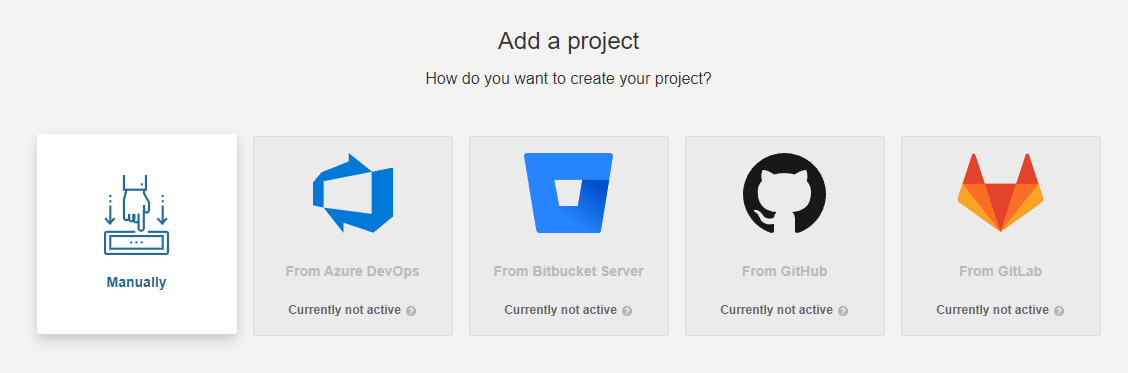 Add a project
How do you want to create your project?
Manually
From Azure DevOps
Currently not active ?
From Bitbucket Server
Currently not active ?
From GitHub
Currently not active ?
From GitLab
Currently not active ?